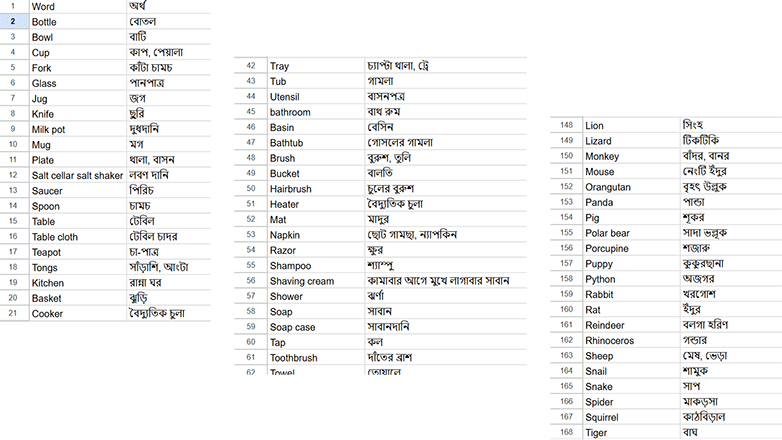 1 Word অর্থ
2 Bottle বোতল
3 Bowl বাটি
4 Cup কাপ, পেয়ালা
5 Fork কাঁটা চামচ
6 Glass পানপাত্র
7 Jug জগ
8 Knife ছুরি
9 Milk pot দুধদানি
10 Mug মগ
11 Plate থালা, বাসন
12 Salt cellar salt shaker লবণ দানি
13 Saucer পিরিচ
14 Spoon চামচ
15 Table টেবিল
16 Table cloth টেবিল চাদর
17 Teapot চা-পাত্র
18 Tongs সাঁড়াশি, আংটা
19 Kitchen রান্না ঘর
20 Basket ঝুড়ি
21 Cooker বৈদ্যুতিক চুলা
42 Tray চ্যাপ্টা থালা, ট্রে
43 Tub গামলা
44 Utensil বাসনপত্র
45 bathroom বাথ রুম
46 Basin বেসিন
47 Bathtub গোসলের গামলা
48 Brush বুরুশ, তুলি
49 Bucket বালতি
50 Hairbrush চুলের বুরুশ
51 Heater বৈদ্যুতিক চুলা
52 Mat মাদুর
53 Napkin ছোট গামছা, ন্যাপকিন
54 Razor ক্ষুর
55 Shampoo শ্যাম্পু
56 Shaving cream কামাবার আগে মুখে লাগাবার সাবান
57 Shower ঝর্ণা
58 Soap সাবান
59 Soap case সাবানদানি
60 Tap কল
61 Toothbrush দাঁতের ব্রাশ
62 Towel তোয়ালে
148 Lion সিংহ
149 Lizard টিকটিকি
150 Monkey বাঁদর, বানর
151 Mouse নেংটি ইঁদুর
152 Orangutan বৃহৎ উল্লুক
153 Panda পান্ডা
154 Pig শূকর
155 Polar bear সাদা ভল্লূক
156 Porcupine শজারু
157 Puppy কুকুরছানা
158 Python অজগর
159 Rabbit খরগোশ
160 Rat ইঁদুর
161 Reindeer বলগা হরিণ
162 Rhinoceros গন্ডার
163 Sheep মেষ, ভেড়া
164 Snail শামুক
165 Snake সাপ
166 Spider মাকড়সা
167 Squirrel কাঠবিড়াল
168 Tiger বাঘ